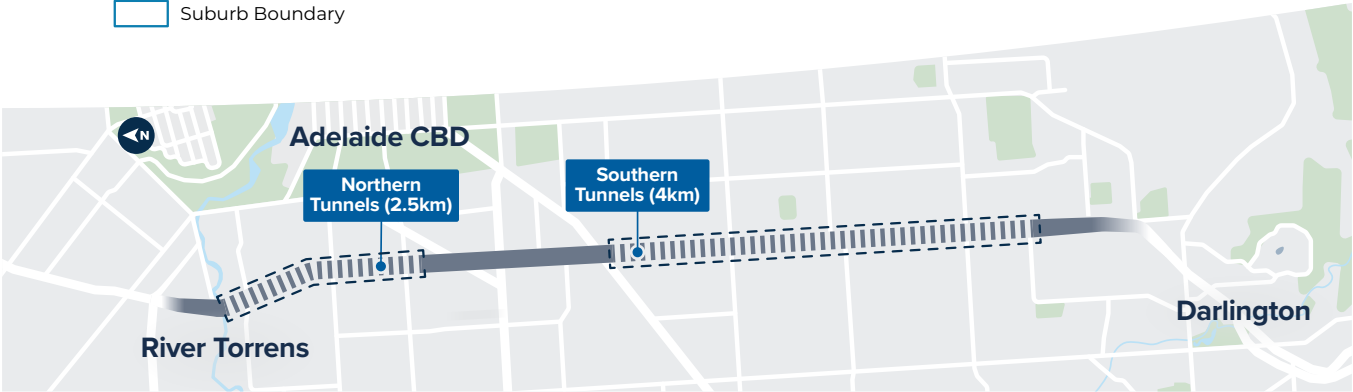 Suburb Boundary
N
Adelaide CBD
Northern
Tunnels (2.5km)
Southern
Tunnels (4km)
Darlington
River Torrens